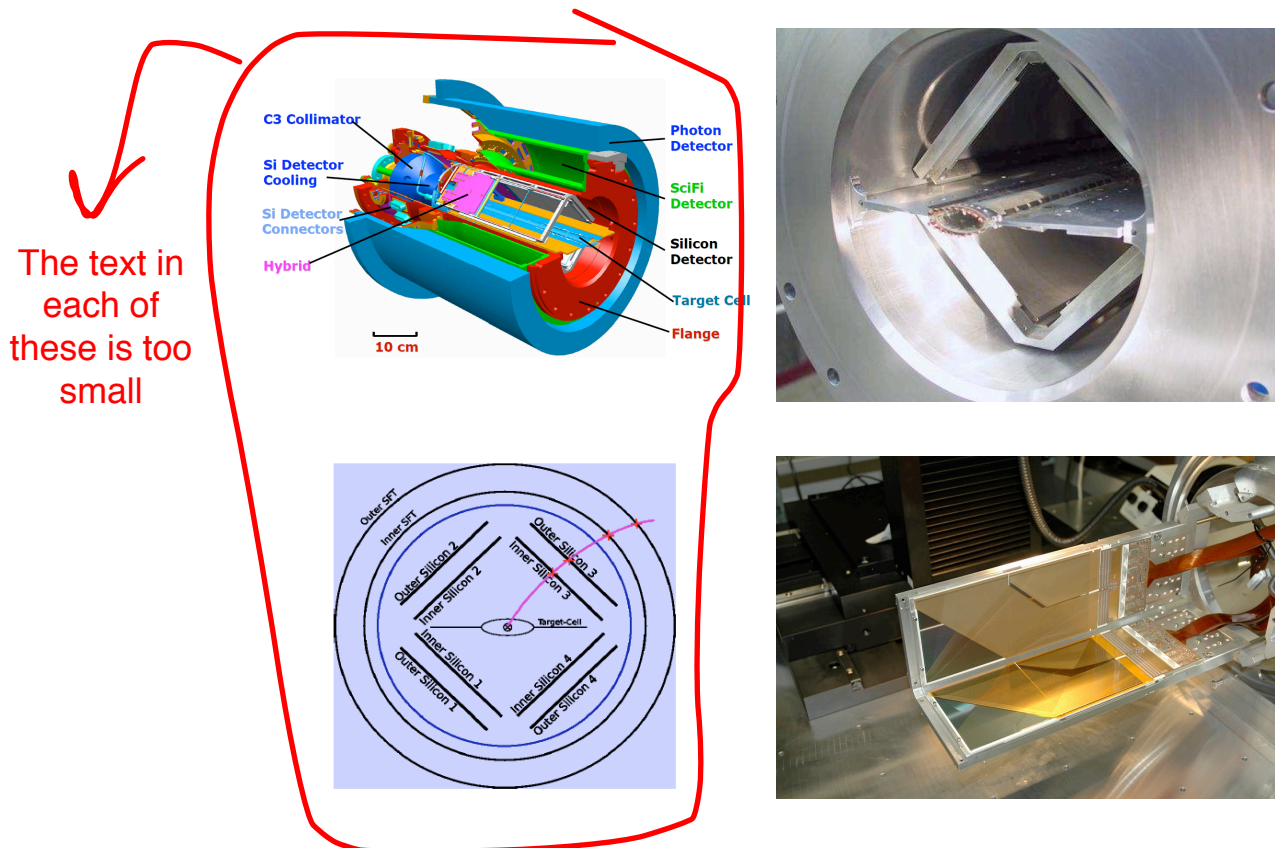 The text in
each of
these is too
small
C3 Collimator
Si Detector
Cooling
Si Detector
Connectors
Hybrid
10 cm
Photon
Detector
SciFi
Detector
Silicon
Detector
Target Cell
Flange
Outer SFT
Inner SFT
Outer Silicon 2
Inner Silicon 2
Outer Silicon 3
Inner Silicon 3
Target-Cell
Inner Silicon 1
Outer Silicon 1
Inner Silicon 4
Outer Silicon 4